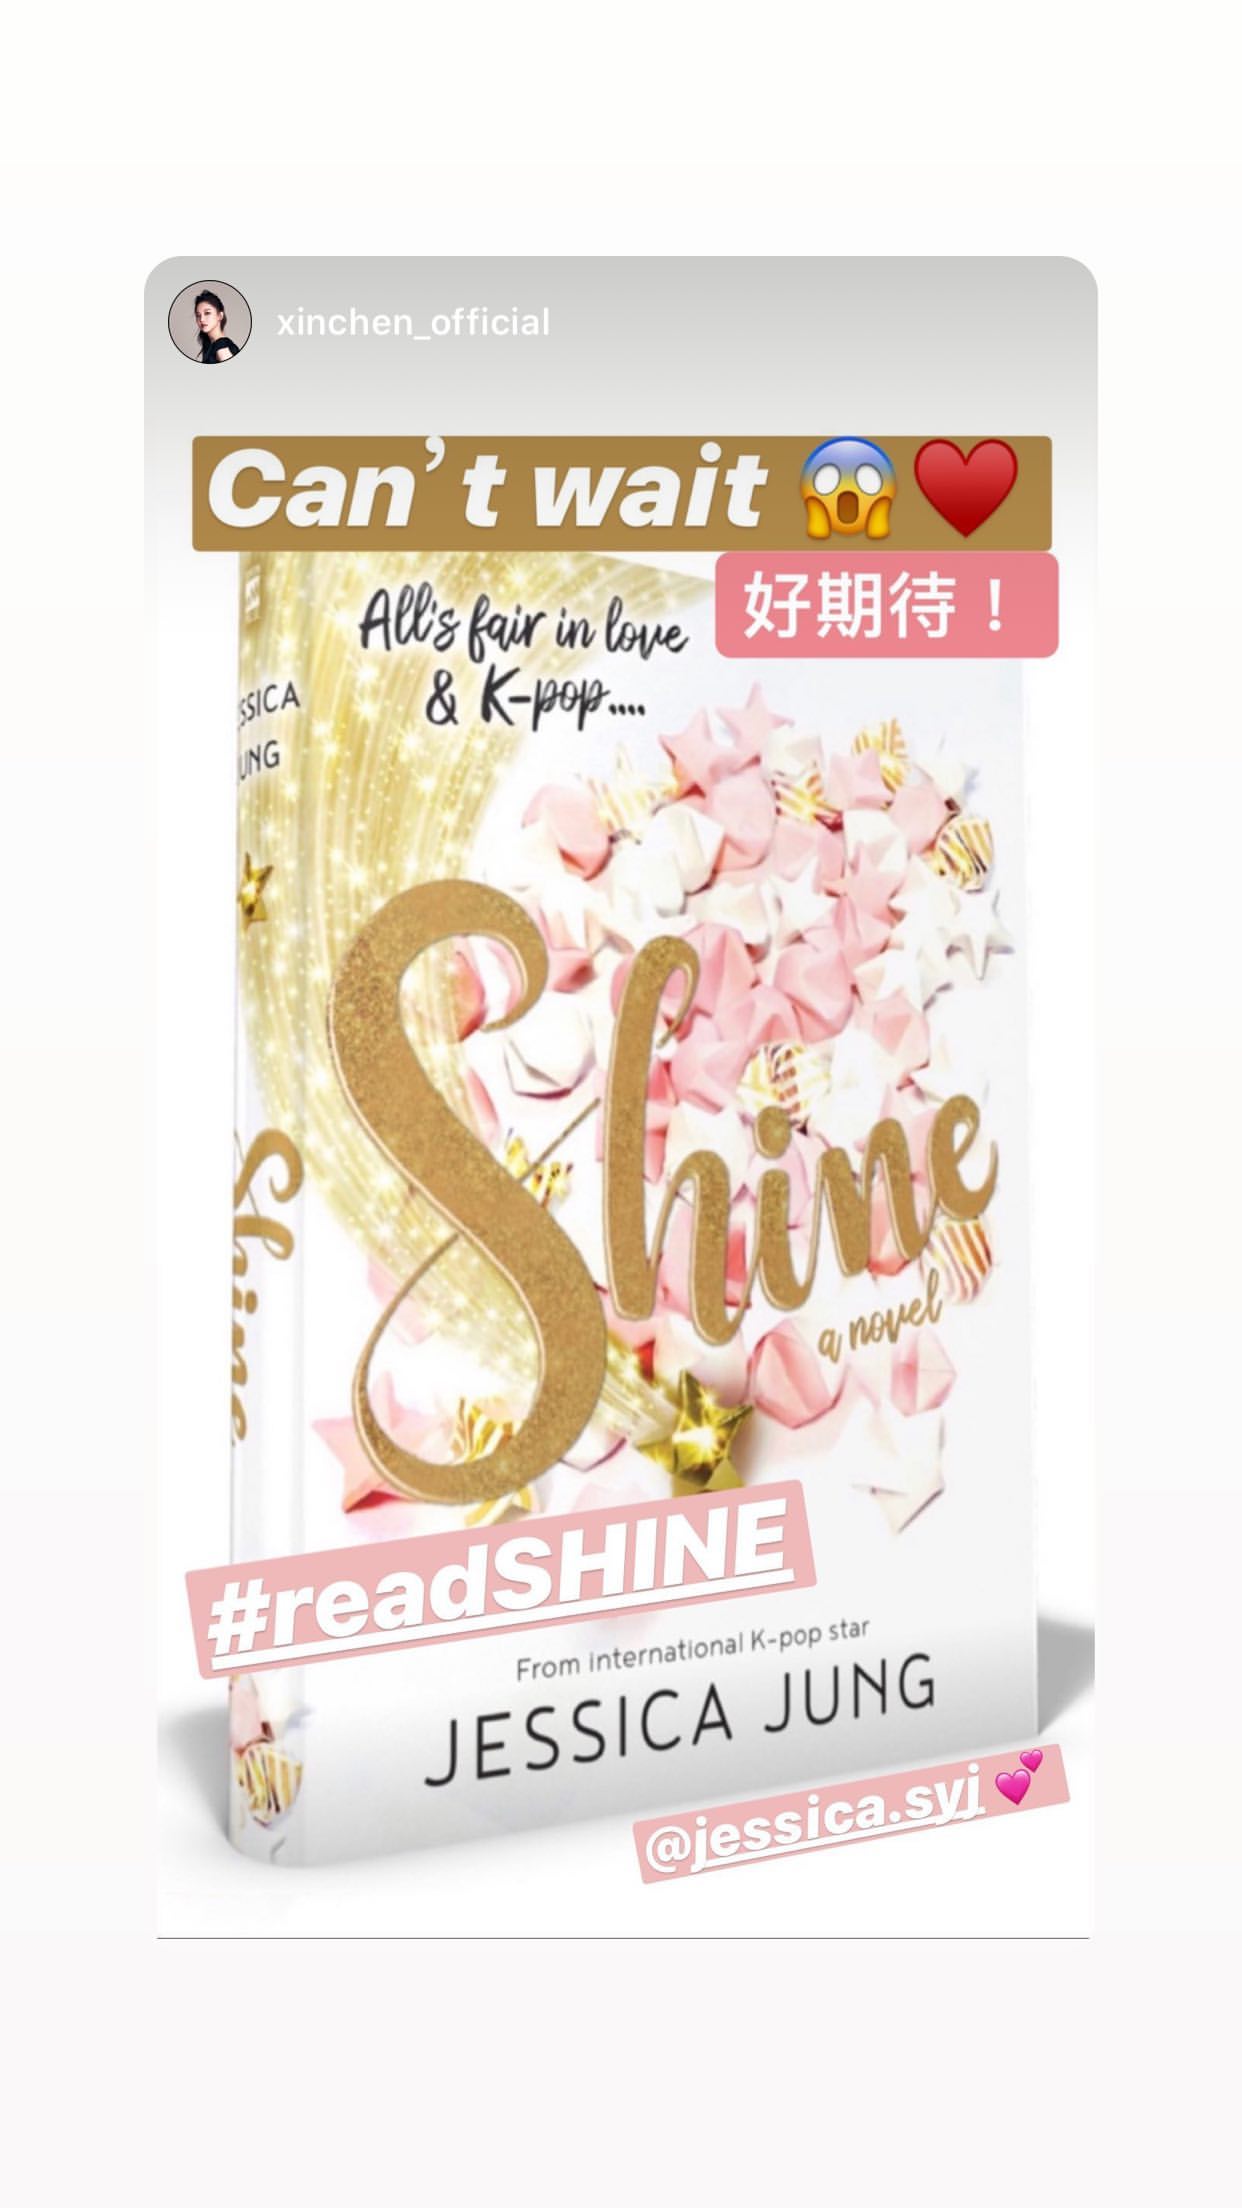 xinchen_official
Can't wait 😱♥️
好期待！
All's fair in love
& K-pop....
SSICA
UNG
Shine
Shine
a novel
#readSHINE
From international K-pop star
JESSICA JUNG
@jessica.syj 💕